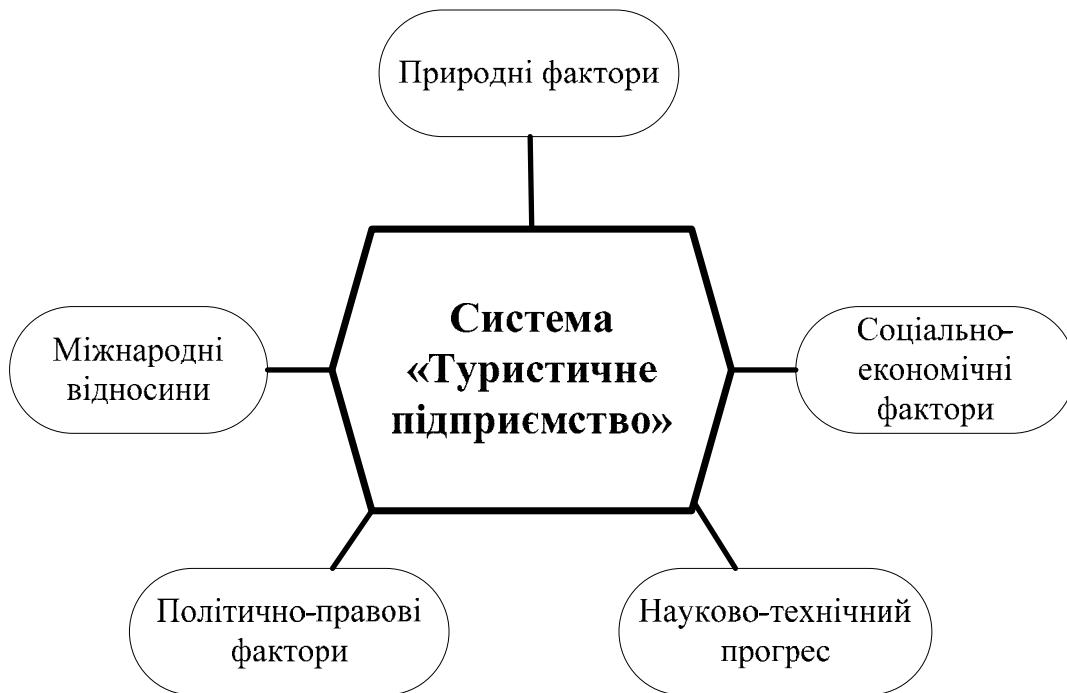 Природні фактори
Система
«Туристичне
підприємство»
Міжнародні
відносини
Соціально-
економічні
фактори
Політично-правові
фактори
Науково-технічний
прогрес